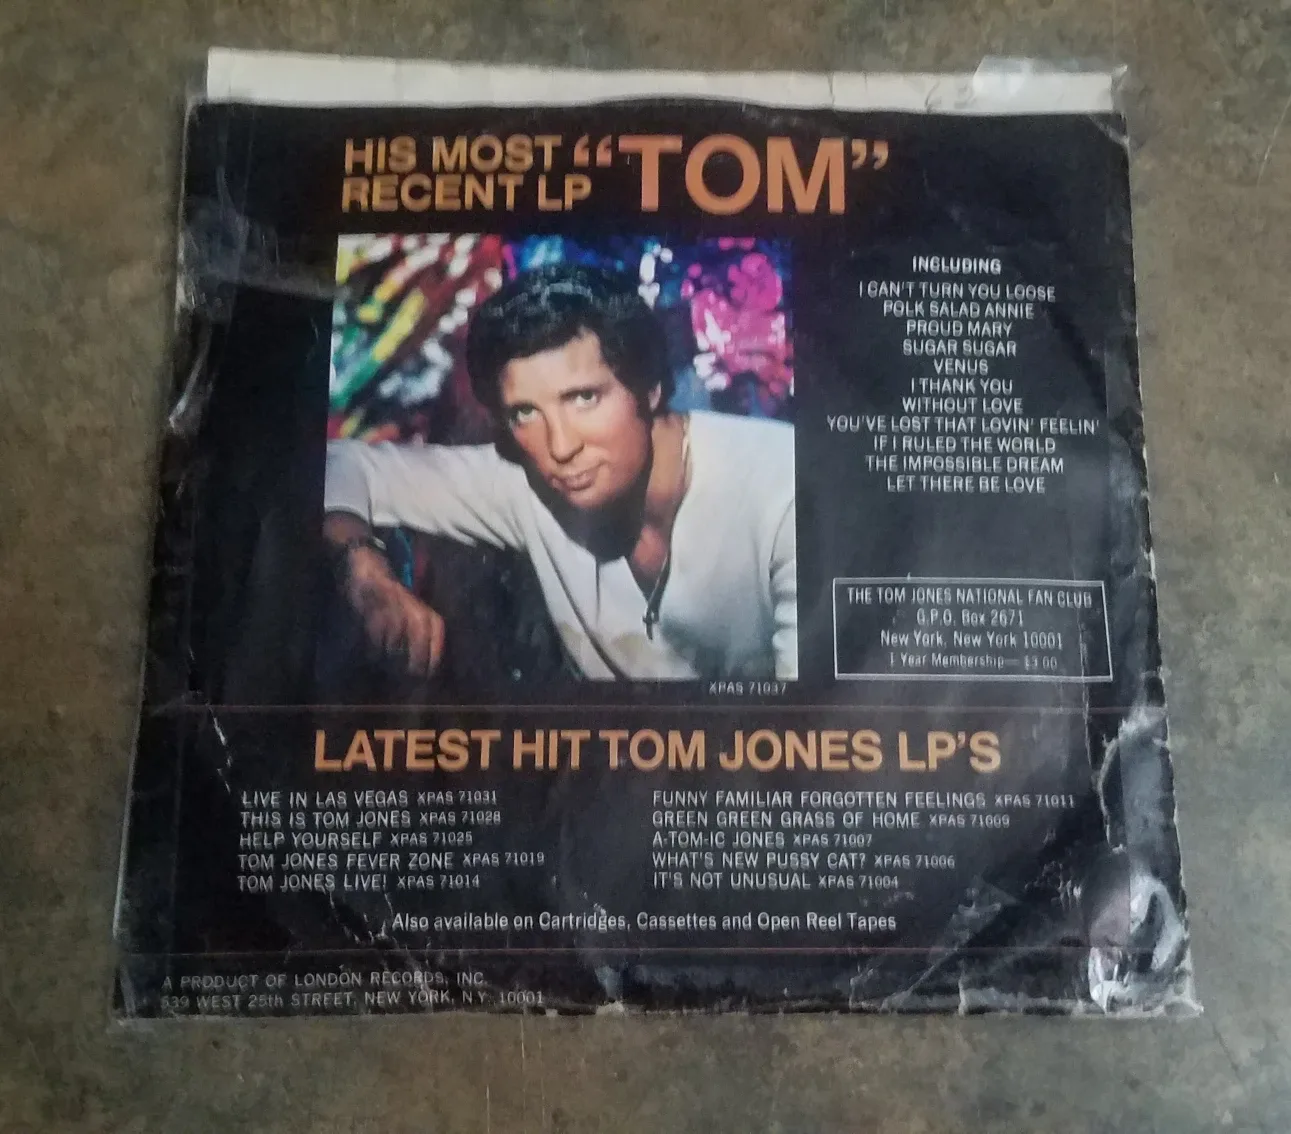 HIS MOST
RECENT LP
“TOM”
INCLUDING
I CAN'T TURN YOU LOOSE
POLK SALAD ANNIE
PROUD MARY
SUGAR SUGAR
VENUS
I THANK YOU
WITHOUT LOVE
YOU'VE LOST THAT LOVIN' FEELIN'
IF I RULED THE WORLD
THE IMPOSSIBLE DREAM
LET THERE BE LOVE
THE TOM JONES NATIONAL FAN CLUB
G.P.O. Box 2671
New York, New York 10001
1 Year Membership— $3.00
XPAS 71037
LATEST HIT TOM JONES LP'S
LIVE IN LAS VEGAS XPAS 71031
THIS IS TOM JONES XPAS 71028
HELP YOURSELF XPAS 71025
TOM JONES FEVER ZONE XPAS 71019
TOM JONES LIVE! XPAS 71014
FUNNY FAMILIAR FORGOTTEN FEELINGS XPAS 71011
GREEN GREEN GRASS OF HOME XPAS 71009
A-TOM-IC JONES XPAS 71007
WHAT'S NEW PUSSY CAT? XPAS 71006
IT'S NOT UNUSUAL XPAS 71004
Also available on Cartridges, Cassettes and Open Reel Tapes
A PRODUCT OF LONDON RECORDS, INC.
539 WEST 25th STREET, NEW YORK, N.Y. 10001